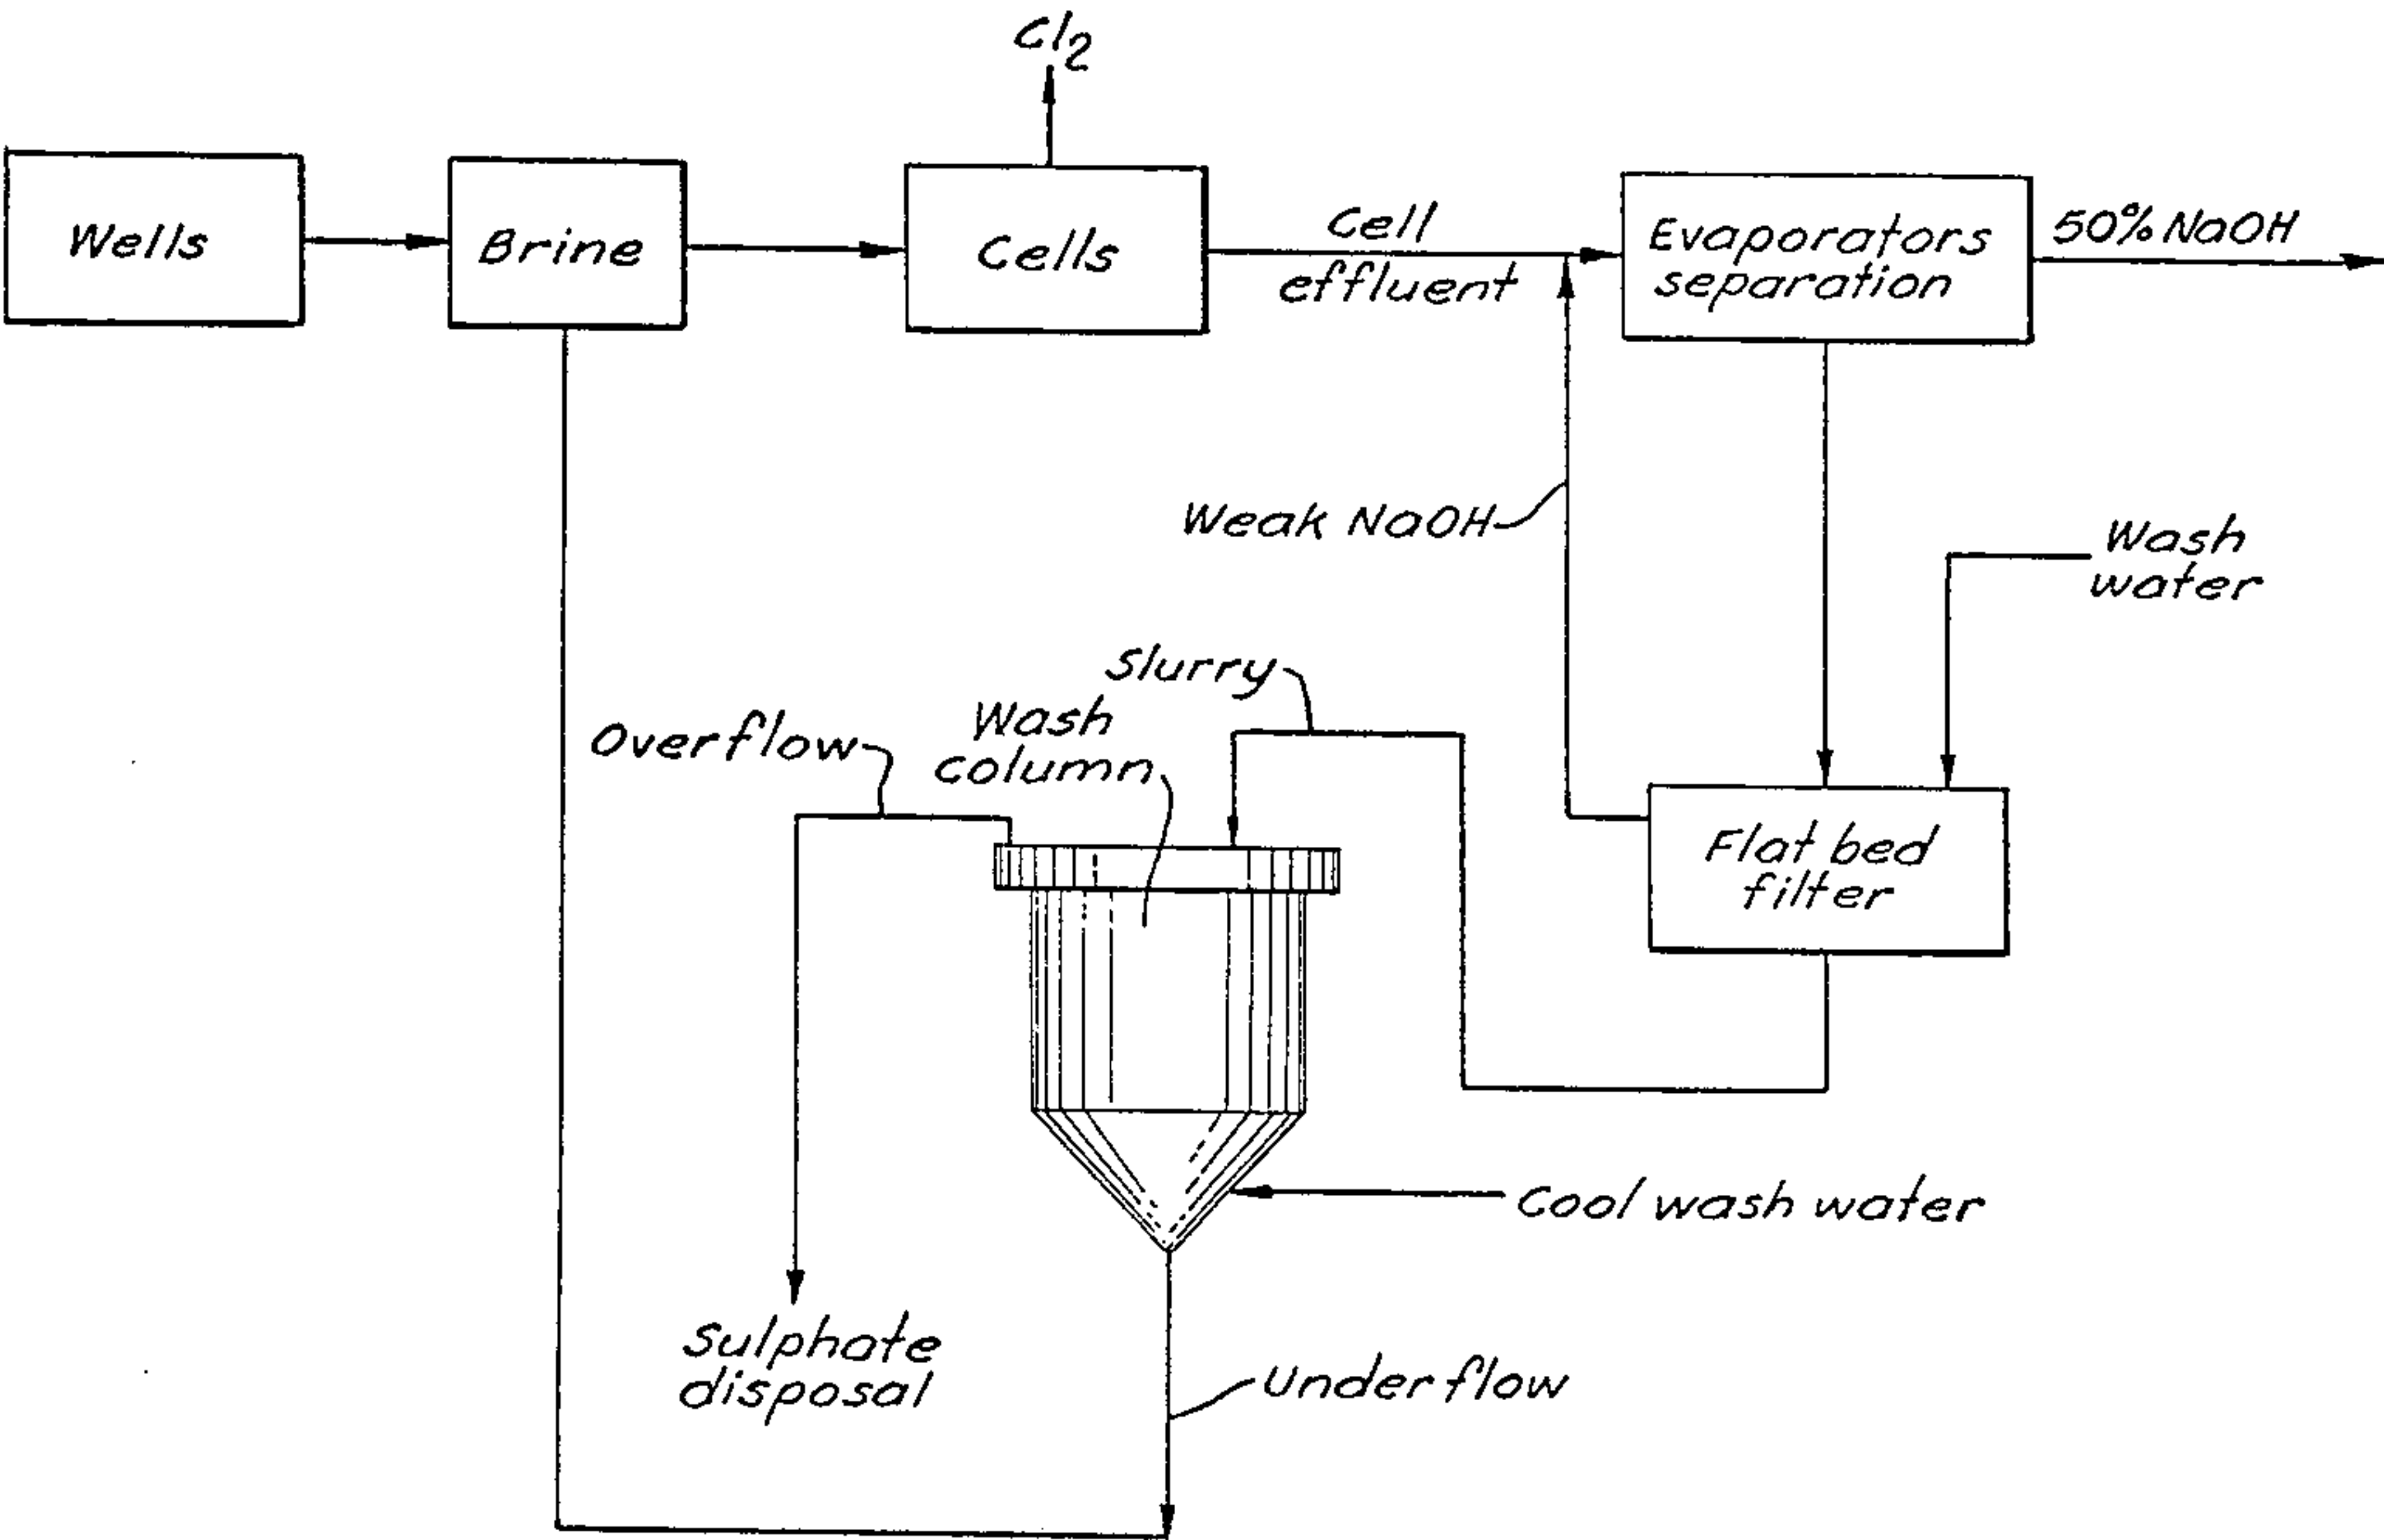 Cl2
Wells
Brine
Cells
Cell
effluent
Evaporators
separation
50% NaOH
Weak NaOH
Wash
water
Slurry
Overflow
Wash
column
Flat bed
filter
Cool wash water
Sulphate
disposal
Underflow